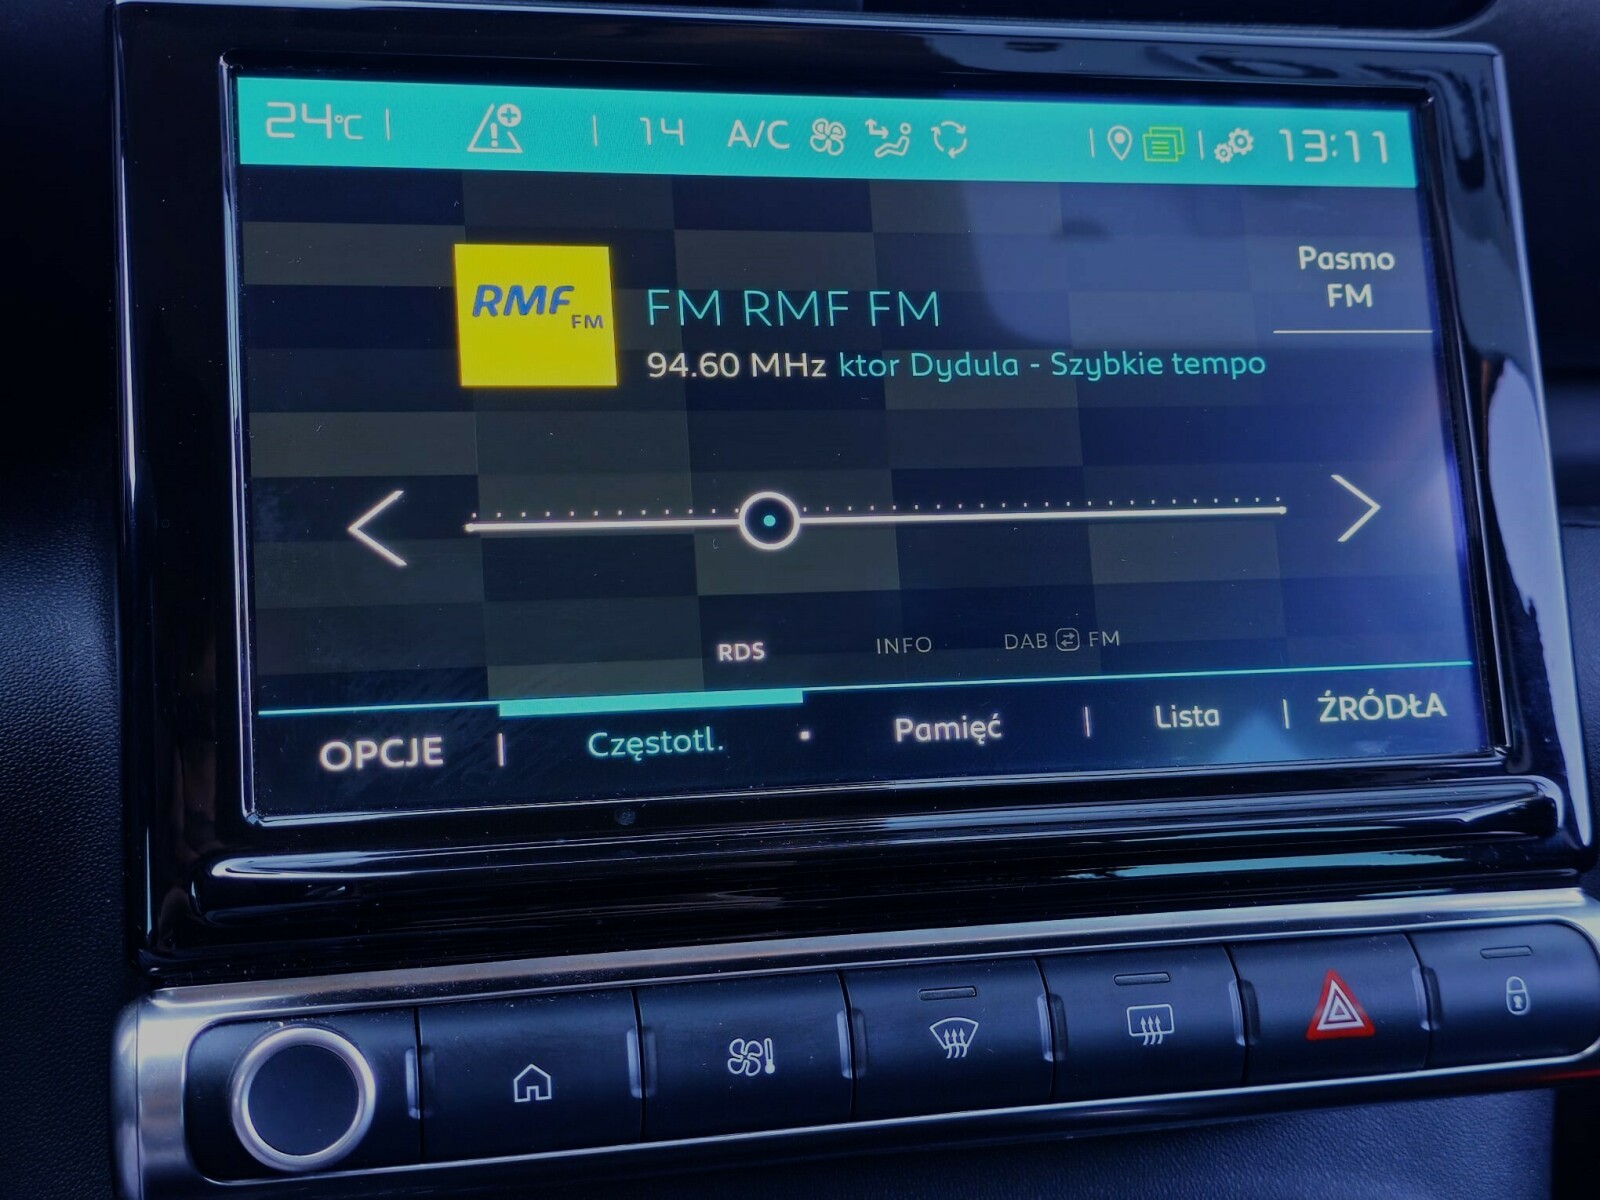 24°C | | 14 A/C | | 13:11
RMF FM
FM RMF FM
94.60 MHz ktor Dydula - Szybkie tempo
Pasmo
FM
RDS INFO DAB FM
OPCJE | Częstotl. · Pamięć | Lista | ŹRÓDŁA